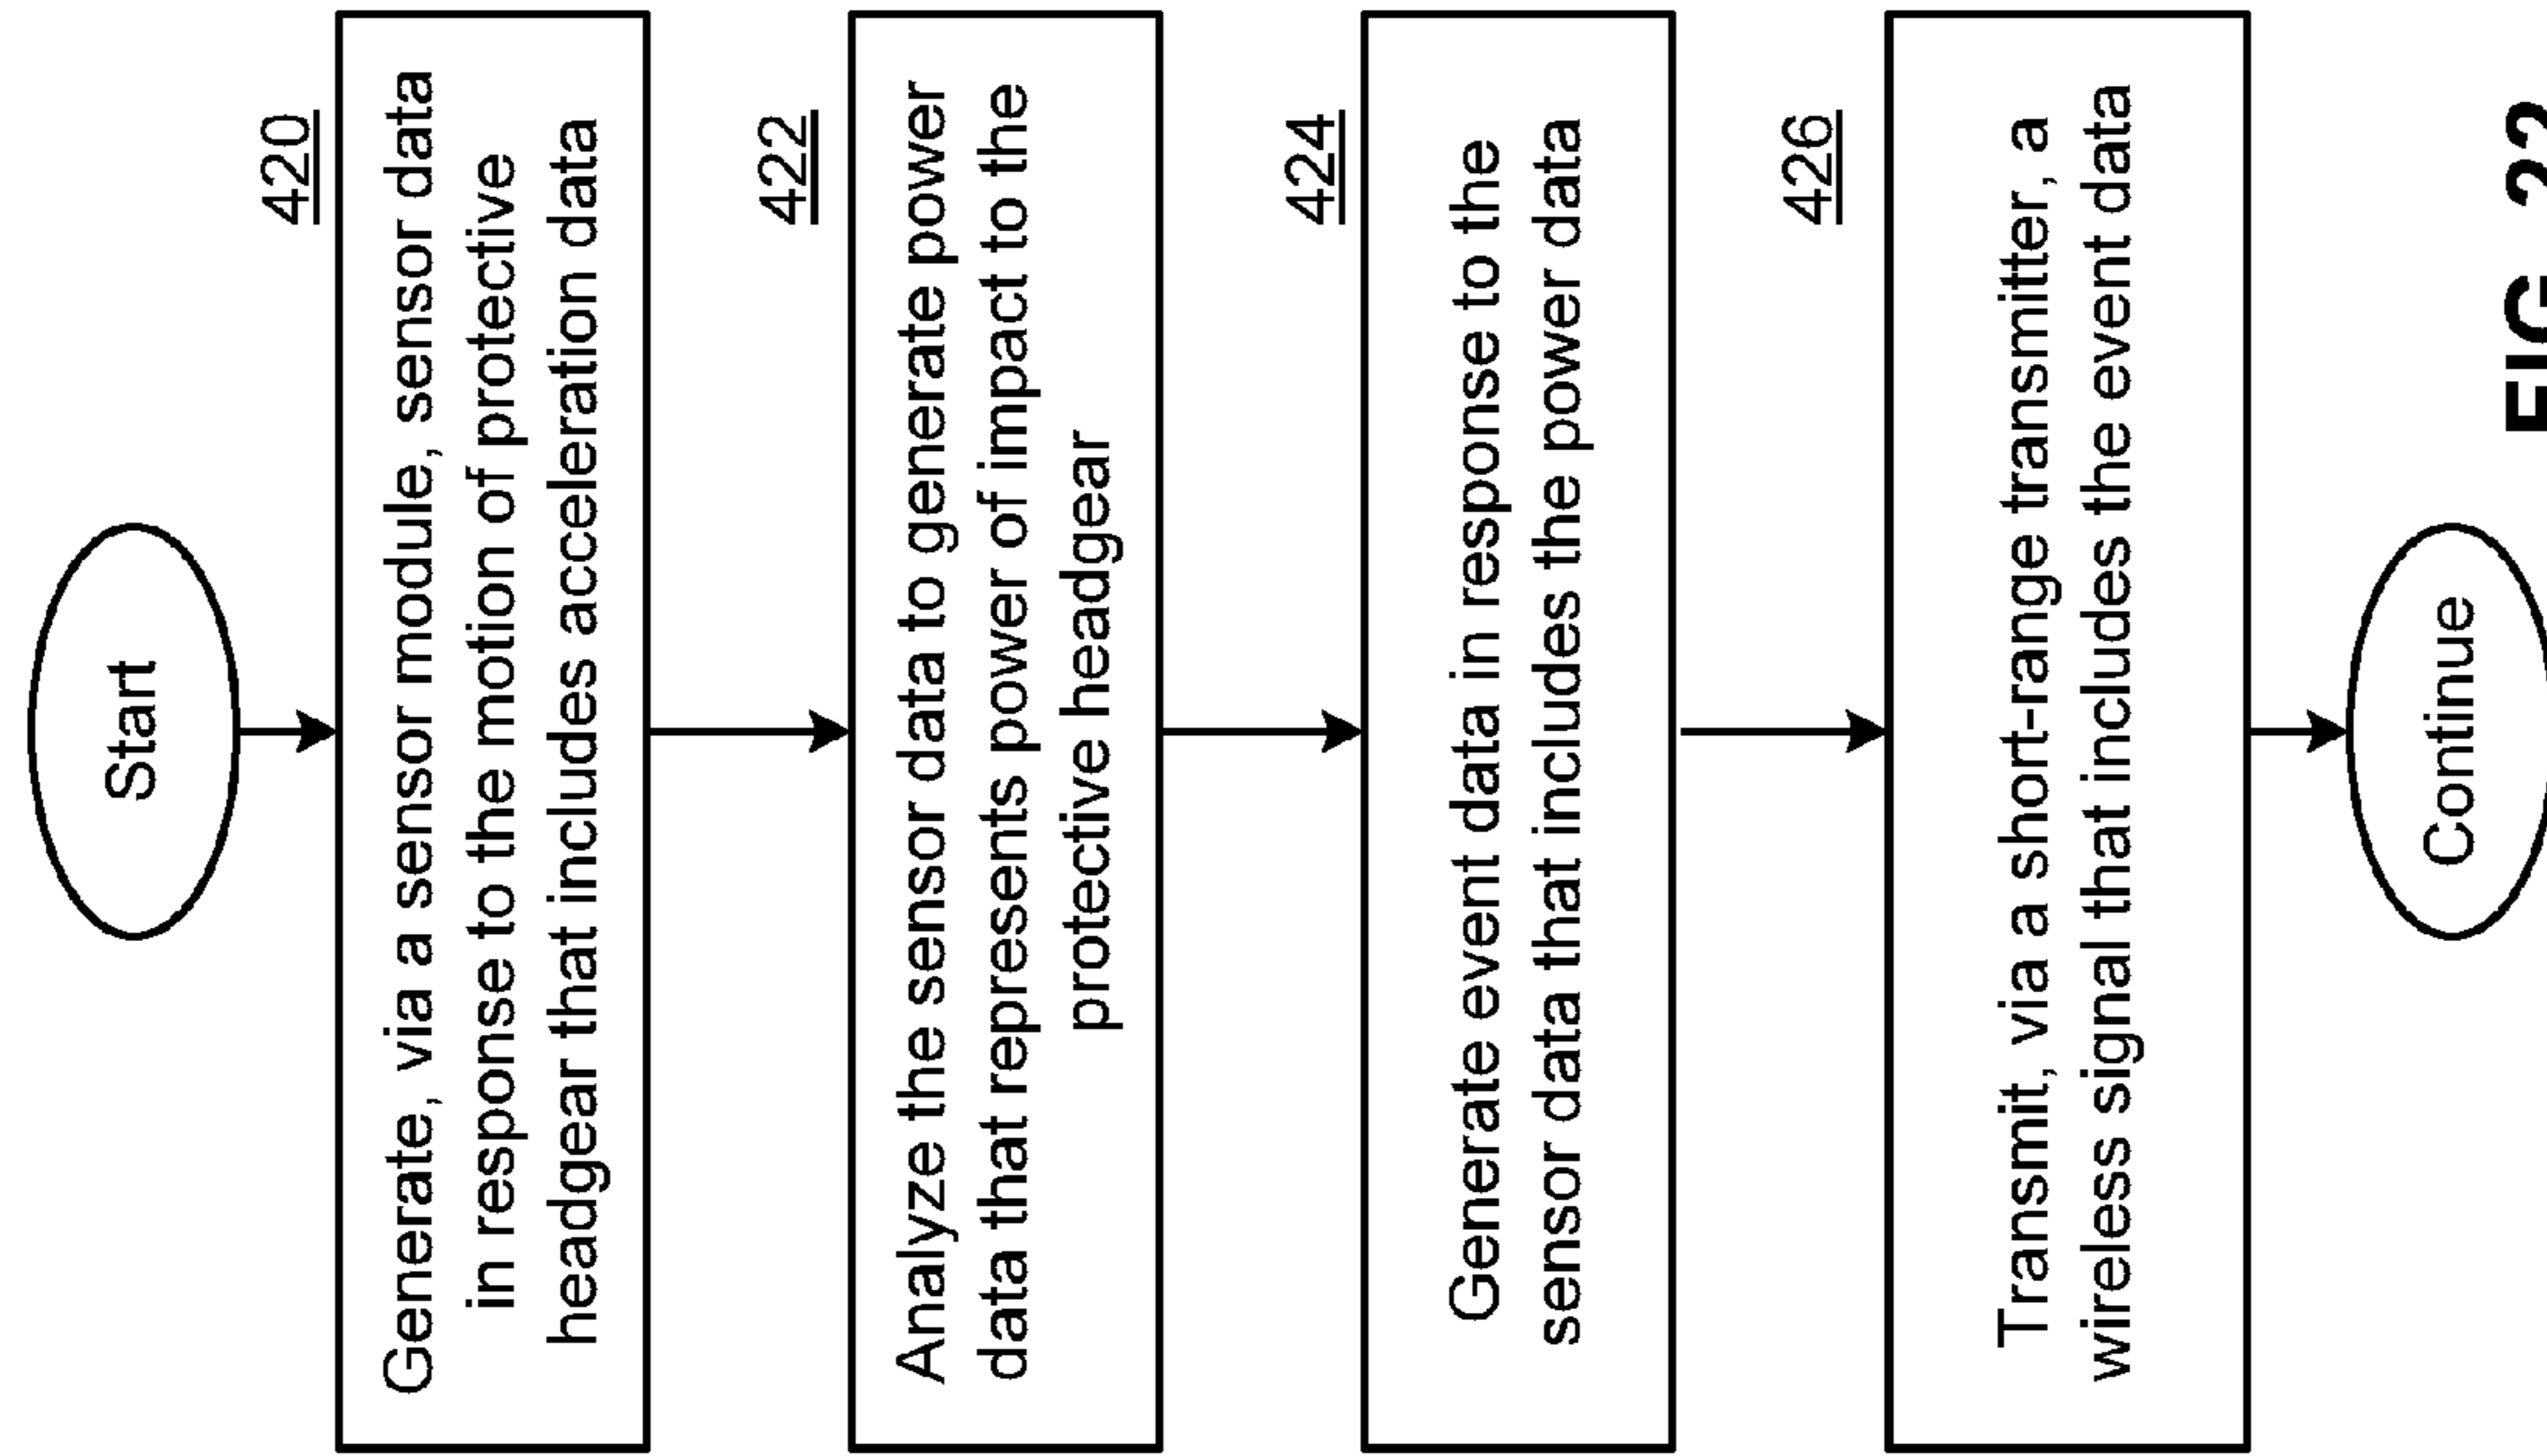 Start
420
Generate, via a sensor module, sensor data
in response to the motion of protective
headgear that includes acceleration data
422
Analyze the sensor data to generate power
data that represents power of impact to the
protective headgear
424
Generate event data in response to the
sensor data that includes the power data
426
Transmit, via a short-range transmitter, a
wireless signal that includes the event data
Continue
FIG. 22